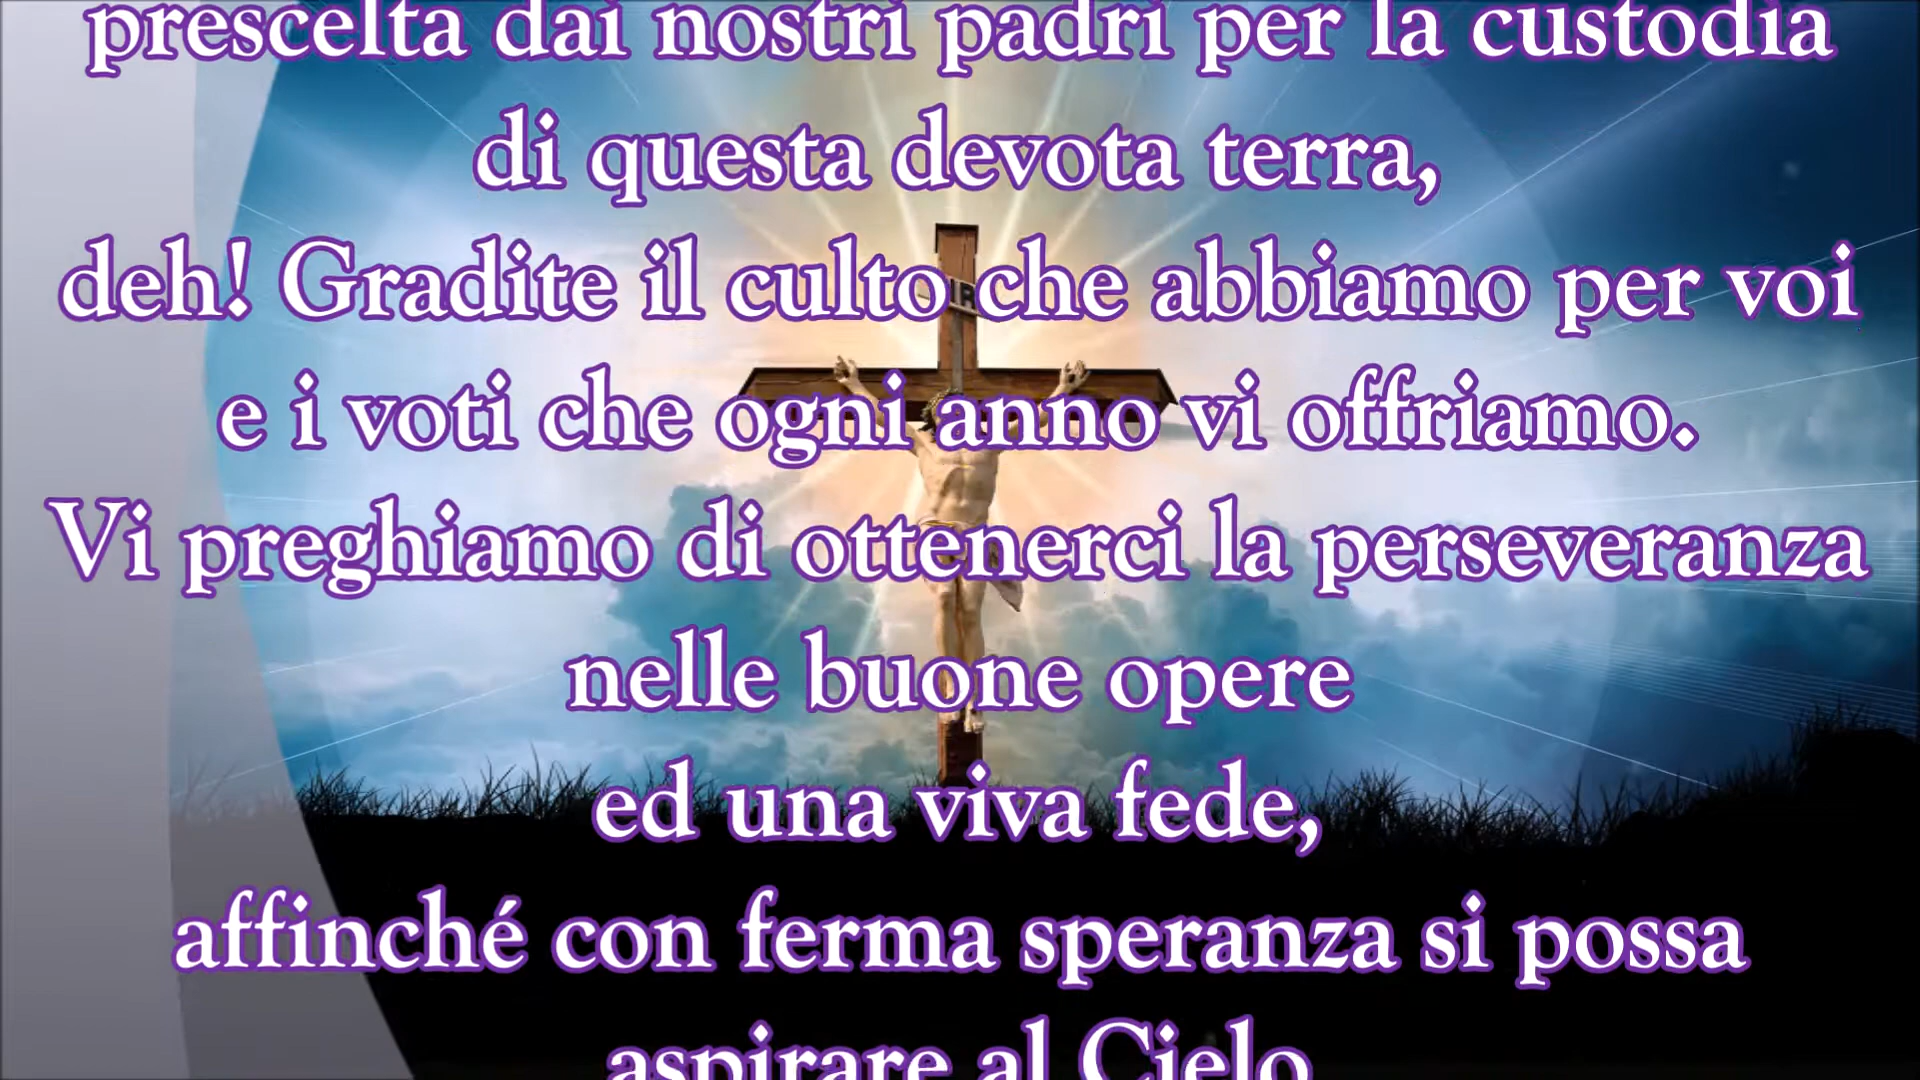 prescelta dai nostri padri per la custodia
di questa devota terra,
deh! Gradite il culto che abbiamo per voi
e i voti che ogni anno vi offriamo.
Vi preghiamo di ottenerci la perseveranza
nelle buone opere
ed una viva fede,
affinché con ferma speranza si possa
aspirare al Cielo